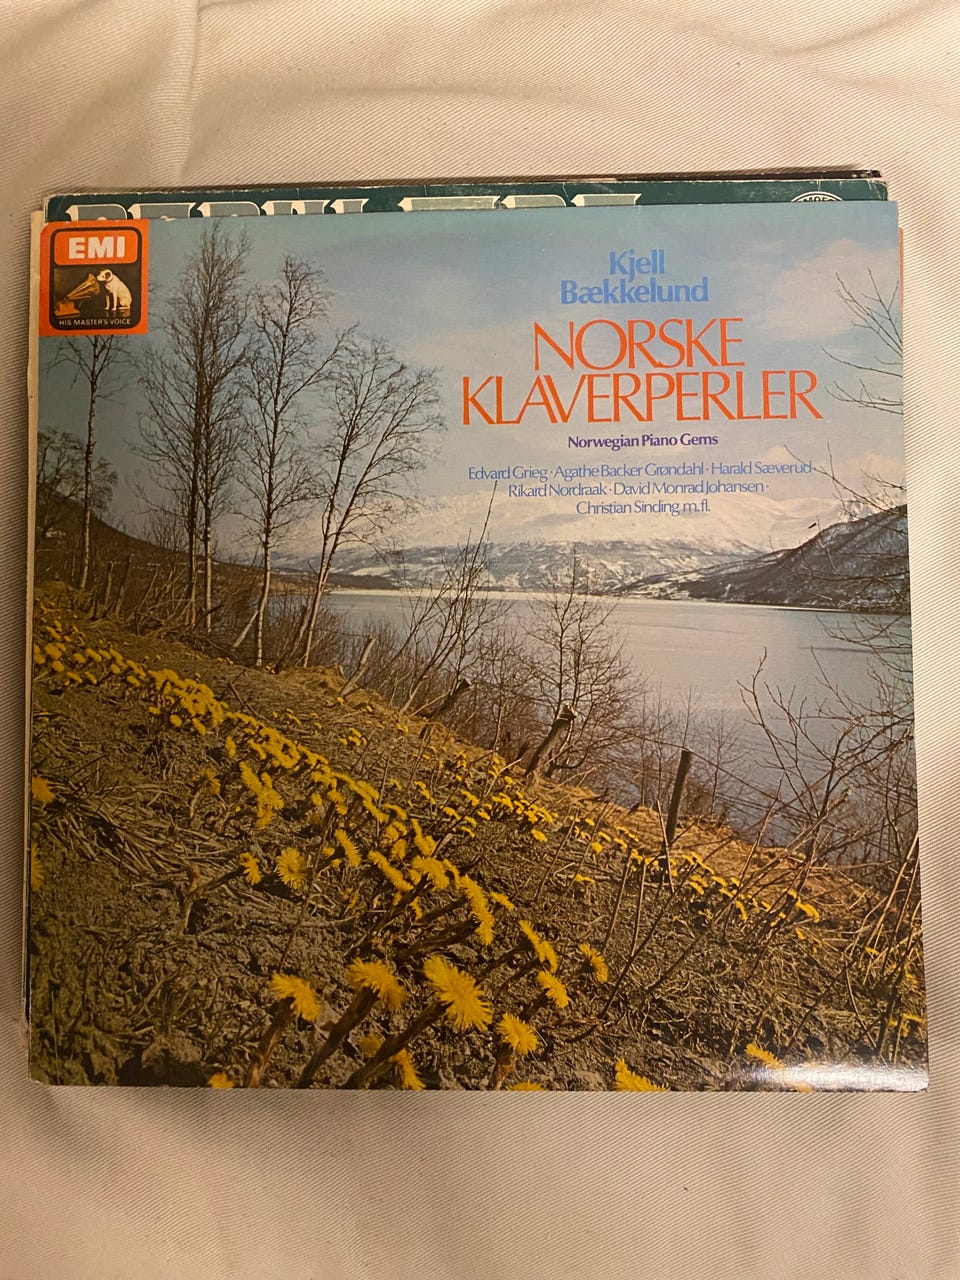 EMI
HIS MASTER'S VOICE
Kjell
Bækkelund
NORSKE
KLAVERPERLER
Norwegian Piano Gems
Edvard Grieg · Agathe Backer Grøndahl · Harald Sæverud ·
Rikard Nordraak · David Monrad Johansen ·
Christian Sinding m.fl.